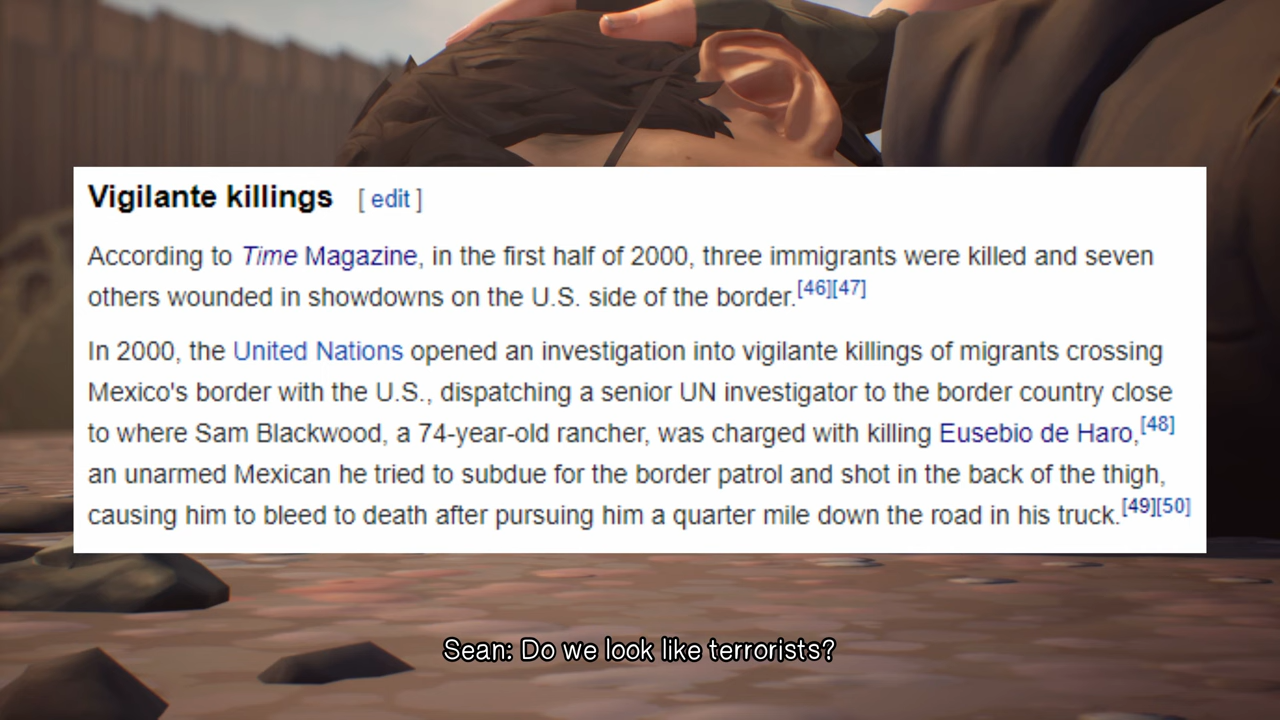 Vigilante killings [ edit ]
According to Time Magazine, in the first half of 2000, three immigrants were killed and seven
others wounded in showdowns on the U.S. side of the border.[46][47]
In 2000, the United Nations opened an investigation into vigilante killings of migrants crossing
Mexico's border with the U.S., dispatching a senior UN investigator to the border country close
to where Sam Blackwood, a 74-year-old rancher, was charged with killing Eusebio de Haro,[48]
an unarmed Mexican he tried to subdue for the border patrol and shot in the back of the thigh,
causing him to bleed to death after pursuing him a quarter mile down the road in his truck.[49][50]
Sean: Do we look like terrorists?